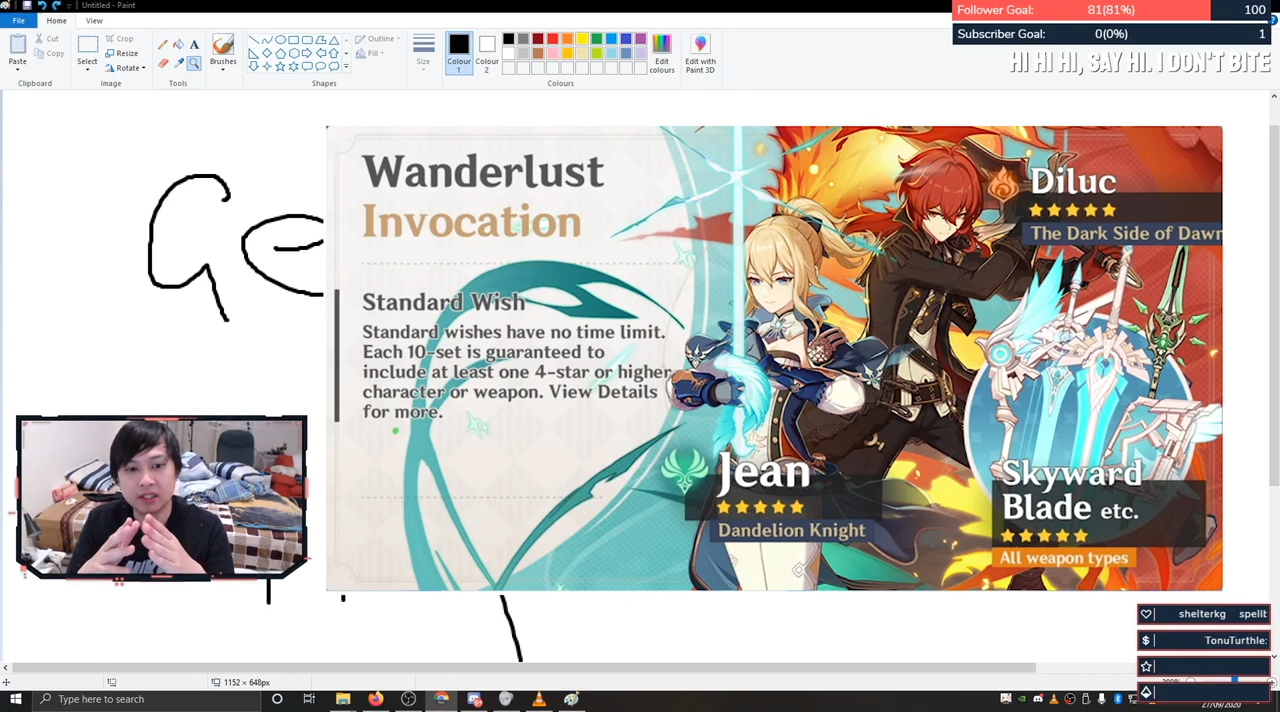 Untitled - Paint
File
Home
View
Follower Goal:
81(81%)
100
Subscriber Goal:
0(0%)
1
HI HI HI, SAY HI. I DON'T BITE
Paste
Cut
Copy
Select
Crop
Resize
Rotate
A
Brushes
Outline
Fill
Size
Colour
1
Colour
2
Edit
colours
Edit with
Paint 3D
Clipboard
Image
Tools
Shapes
Colours
Ge
Wanderlust
Invocation
Standard Wish
Standard wishes have no time limit.
Each 10-set is guaranteed to
include at least one 4-star or higher
character or weapon. View Details
for more.
Diluc
The Dark Side of Dawn
Jean
Dandelion Knight
Skyward
Blade etc.
All weapon types
shelterkg spellb
$ TonuTurthle:
1152 × 648px
Type here to search
27/09/2020